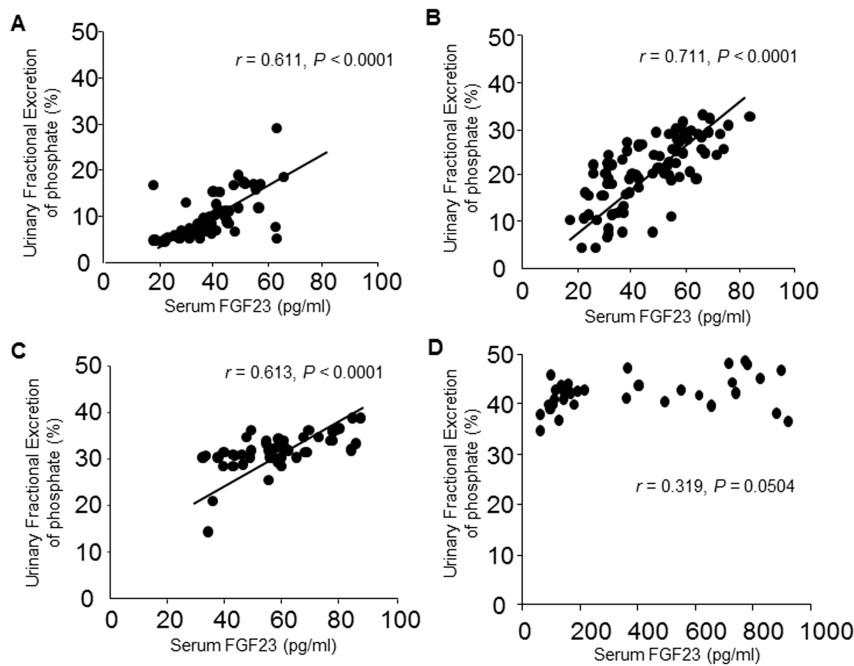 A
50
40
30
20
10
0
Urinary Fractional Excretion
of phosphate (%)
r = 0.611, P < 0.0001
0
20
40
60
80
100
Serum FGF23 (pg/ml)
B
50
40
30
20
10
0
Urinary Fractional Excretion
of phosphate (%)
r = 0.711, P < 0.0001
0
20
40
60
80
100
Serum FGF23 (pg/ml)
C
50
40
30
20
10
0
Urinary Fractional Excretion
of phosphate (%)
r = 0.613, P < 0.0001
0
20
40
60
80
100
Serum FGF23 (pg/ml)
D
50
40
30
20
10
0
Urinary Fractional Excretion
of phosphate (%)
r = 0.319, P = 0.0504
0
200
400
600
800
1000
Serum FGF23 (pg/ml)